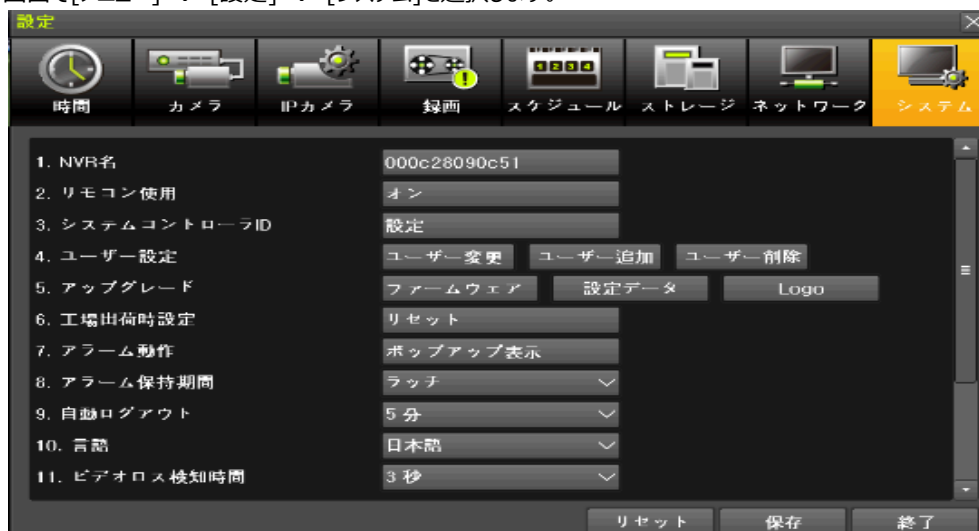 画面で[メニュー] → [設定] → [システム]を選択します。
設定
時間 カメラ IPカメラ 録画 スケジュール ストレージ ネットワーク システム
1. NVR名 000c28090c51
2. リモコン使用 オン
3. システムコントローラID 設定
4. ユーザー設定 ユーザー変更 ユーザー追加 ユーザー削除
5. アップグレード ファームウェア 設定データ Logo
6. 工場出荷時設定 リセット
7. アラーム動作 ポップアップ表示
8. アラーム保持期間 ラッチ
9. 自動ログアウト 5 分
10. 言語 日本語
11. ビデオロス検知時間 3 秒
リセット 保存 終了